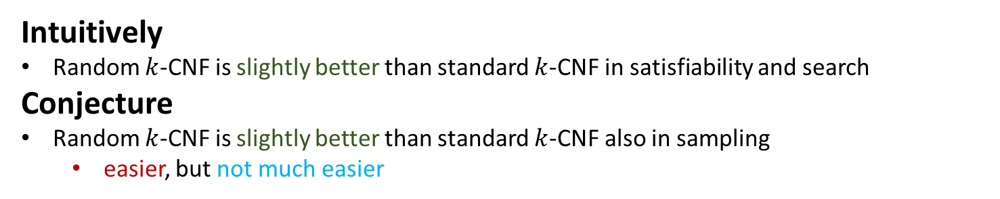 Intuitively
• Random k-CNF is slightly better than standard k-CNF in satisfiability and search
Conjecture
• Random k-CNF is slightly better than standard k-CNF also in sampling
• easier, but not much easier